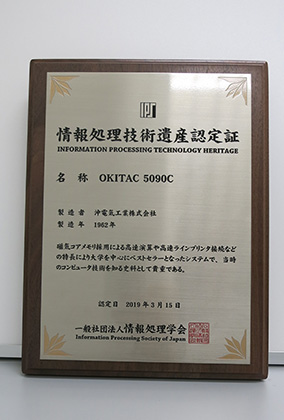 情報処理技術遺産認定証
INFORMATION PROCESSING TECHNOLOGY HERITAGE
名 称 OKITAC 5090C
製 造 者 沖電気工業株式会社
製 造 年 1962年
磁気コアメモリ採用による高速演算や高速ラインプリンタ接続など
の特長により大学を中心にベストセラーとなったシステムで、当時
のコンピュータ技術を知る史料として貴重である。
認定日 2019年3月15日
一般社団法人 情報処理学会
Information Processing Society of Japan